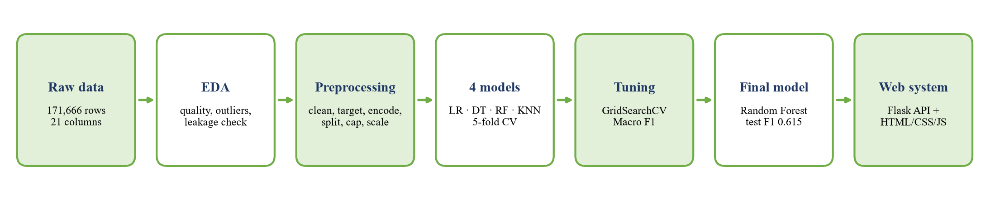 Raw data
171,666 rows
21 columns
EDA
quality, outliers,
leakage check
Preprocessing
clean, target, encode,
split, cap, scale
4 models
LR · DT · RF · KNN
5-fold CV
Tuning
GridSearchCV
Macro F1
Final model
Random Forest
test F1 0.615
Web system
Flask API +
HTML/CSS/JS